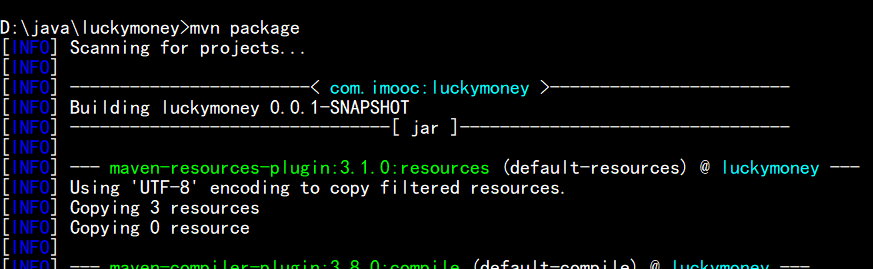 D:\java\luckymoney>mvn package
[INFO] Scanning for projects...
[INFO]
[INFO] ------------------------< com.imooc:luckymoney >------------------------
[INFO] Building luckymoney 0.0.1-SNAPSHOT
[INFO] --------------------------------[ jar ]---------------------------------
[INFO]
[INFO] --- maven-resources-plugin:3.1.0:resources (default-resources) @ luckymoney ---
[INFO] Using 'UTF-8' encoding to copy filtered resources.
[INFO] Copying 3 resources
[INFO] Copying 0 resource
[INFO]
[INFO] --- maven-compiler-plugin:3.8.0:compile (default-compile) @ luckymoney ---